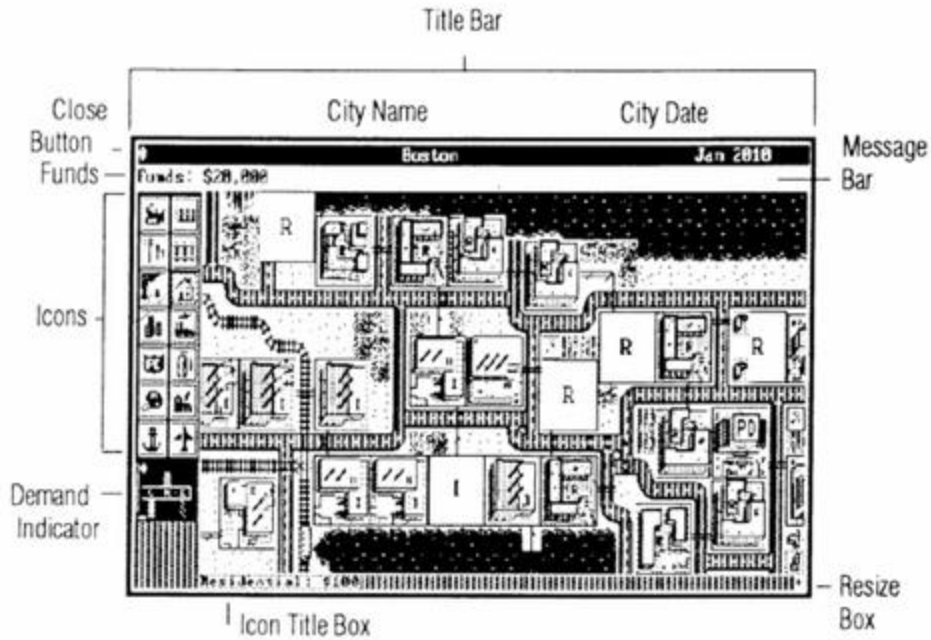 Title Bar
Close Button
City Name
City Date
Boston
Jan 2010
Message Bar
Funds
Funds: $20,000
R
R
R
Icons
R
R
R
R
I
I
I
I
PD
I
R
R
Demand Indicator
Residential: $100
Resize Box
Icon Title Box